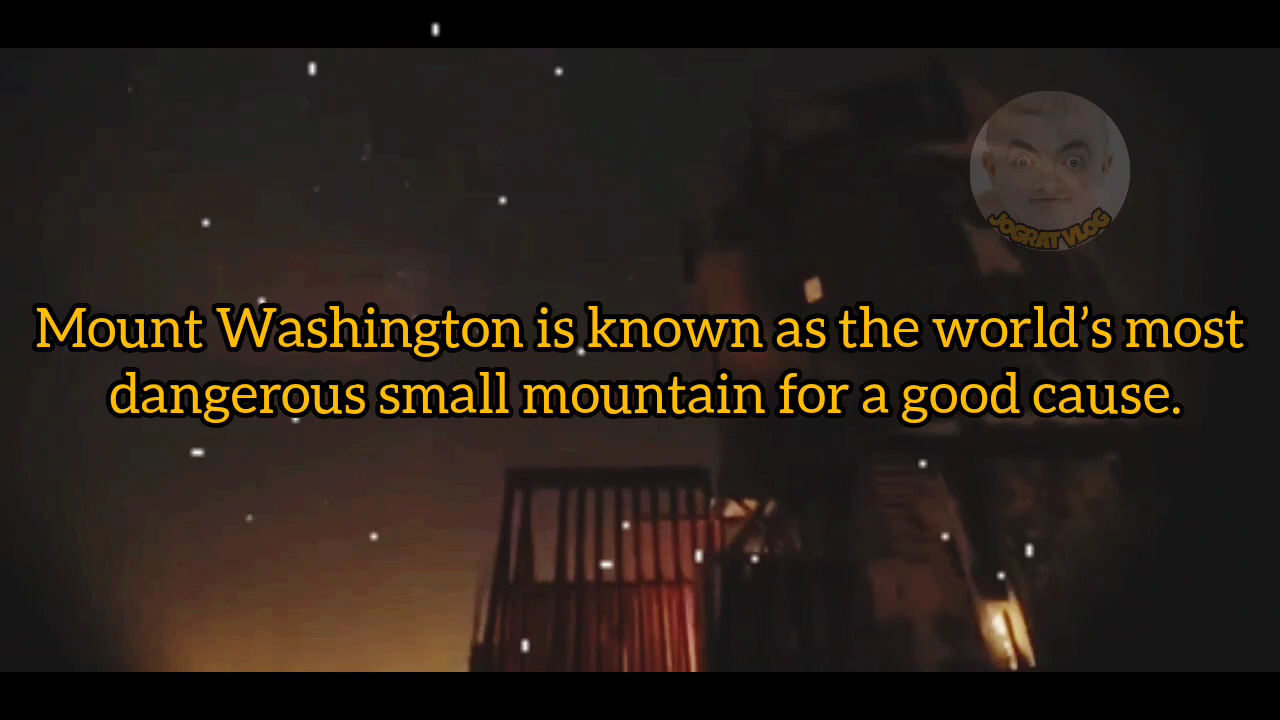 JOGRAT VLOG
Mount Washington is known as the world’s most
dangerous small mountain for a good cause.